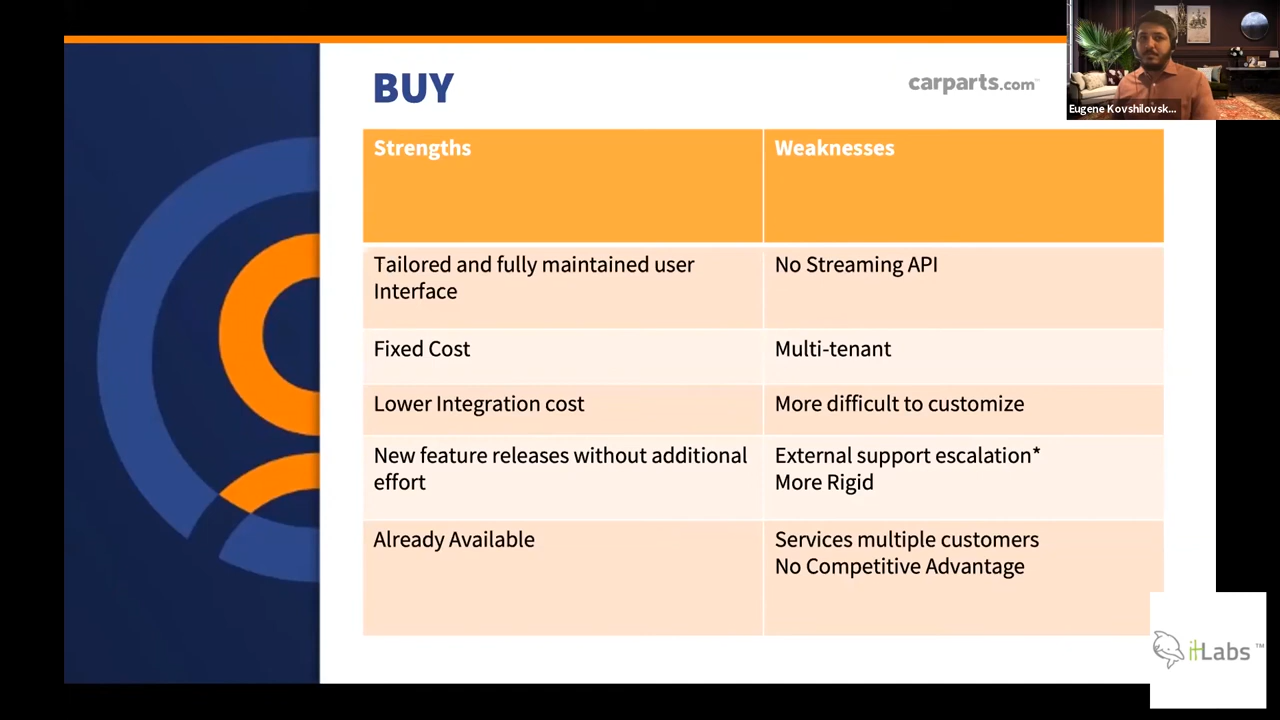 BUY
carparts.com™
Eugene Kovshilovsk...
Strengths
Weaknesses
Tailored and fully maintained user
Interface
No Streaming API
Fixed Cost
Multi-tenant
Lower Integration cost
More difficult to customize
New feature releases without additional
effort
External support escalation*
More Rigid
Already Available
Services multiple customers
No Competitive Advantage
itLabs™